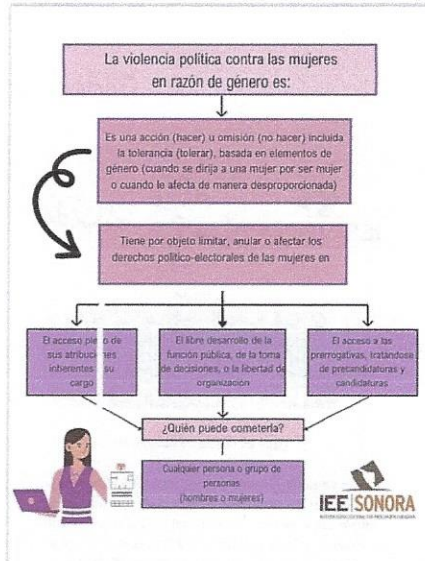 La violencia política contra las mujeres
en razón de género es:
Es una acción (hacer) u omisión (no hacer) incluida
la tolerancia (tolerar), basada en elementos de
género (cuando se dirija a una mujer por ser mujer
o cuando le afecta de manera desproporcionada)
Tiene por objeto limitar, anular o afectar los
derechos político-electorales de las mujeres en
El acceso pleno de
sus atribuciones
inherentes su
cargo
El libre desarrollo de la
función pública, de la toma
de decisiones, o la libertad de
organización
El acceso a las
prerrogativas, tratándose
de precandidaturas y
candidaturas
¿Quién puede cometerla?
Cualquier persona o grupo de
personas
(hombres o mujeres)
IEE SONORA